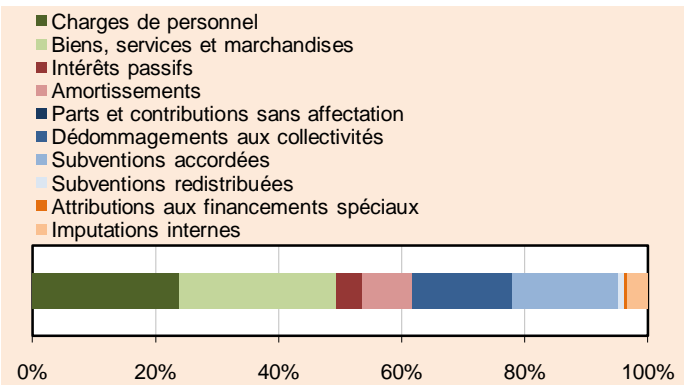 Charges de personnel
Biens, services et marchandises
Intérêts passifs
Amortissements
Parts et contributions sans affectation
Dédommagements aux collectivités
Subventions accordées
Subventions redistribuées
Attributions aux financements spéciaux
Imputations internes
0% 20% 40% 60% 80% 100%